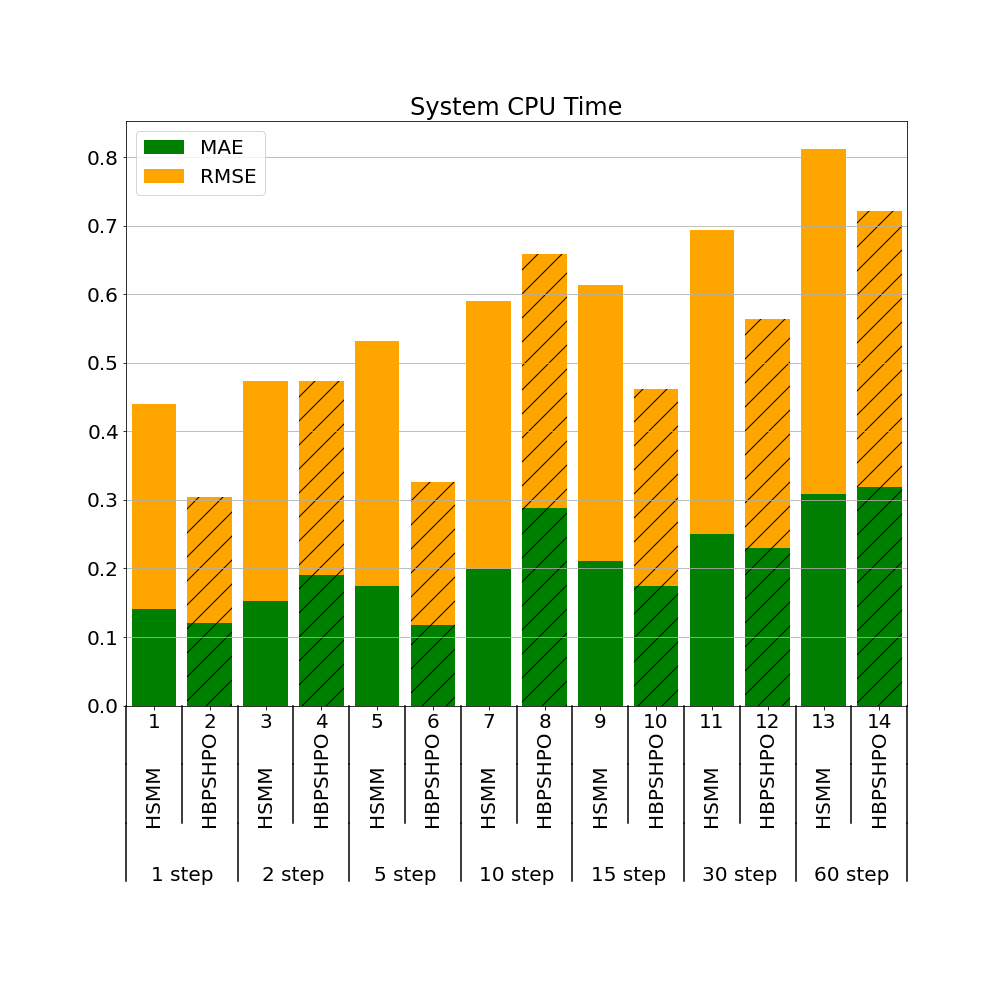 System CPU Time
MAE
RMSE
0.8
0.7
0.6
0.5
0.4
0.3
0.2
0.1
0.0
1 2 3 4 5 6 7 8 9 10 11 12 13 14
HSMM HBPSHPO HSMM HBPSHPO HSMM HBPSHPO HSMM HBPSHPO HSMM HBPSHPO HSMM HBPSHPO HSMM HBPSHPO
1 step 2 step 5 step 10 step 15 step 30 step 60 step